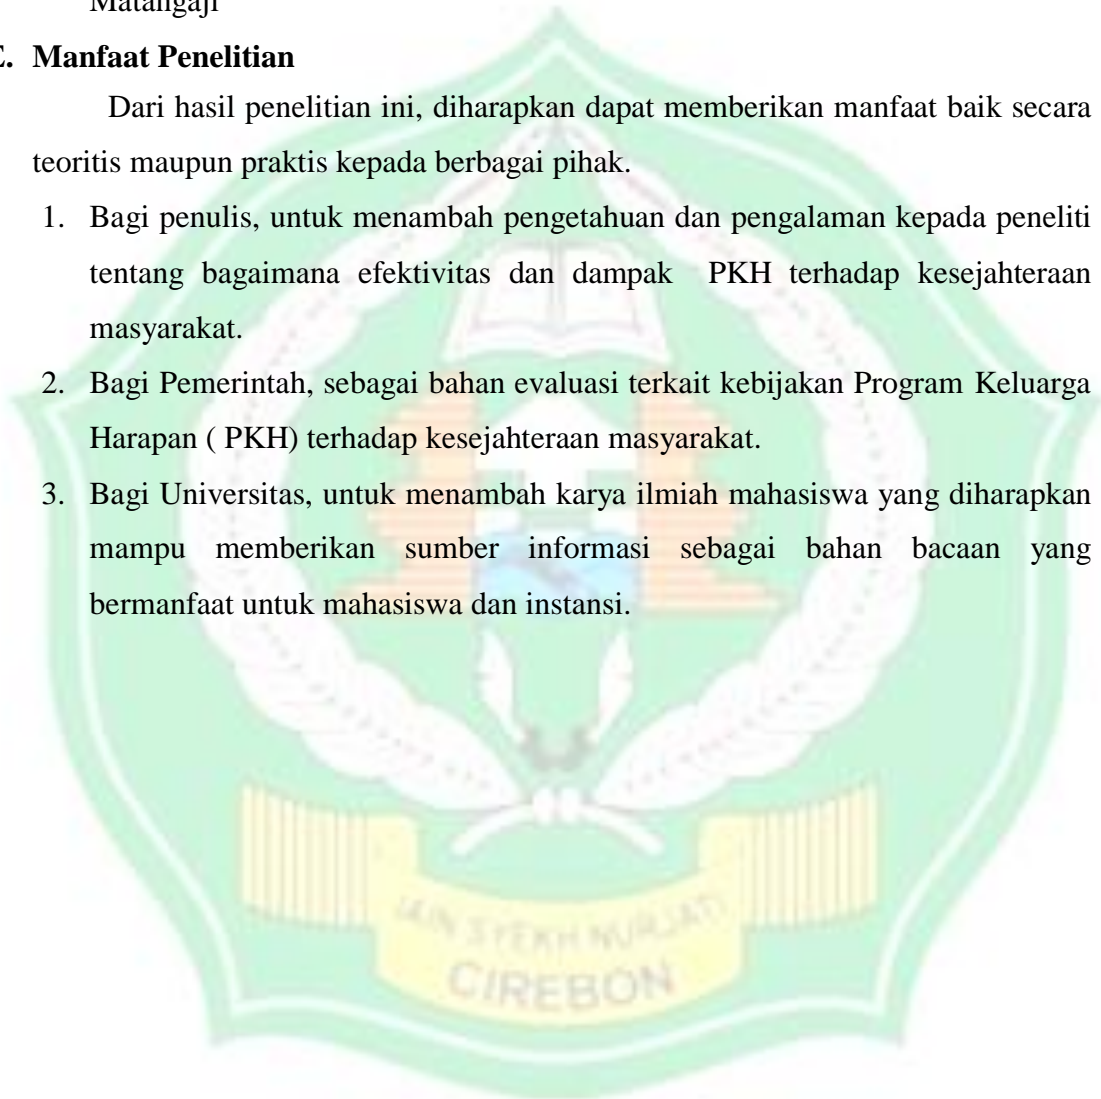 Matangaji
E. Manfaat Penelitian
Dari hasil penelitian ini, diharapkan dapat memberikan manfaat baik secara
teoritis maupun praktis kepada berbagai pihak.
1. Bagi penulis, untuk menambah pengetahuan dan pengalaman kepada peneliti
tentang bagaimana efektivitas dan dampak PKH terhadap kesejahteraan
masyarakat.
2. Bagi Pemerintah, sebagai bahan evaluasi terkait kebijakan Program Keluarga
Harapan ( PKH) terhadap kesejahteraan masyarakat.
3. Bagi Universitas, untuk menambah karya ilmiah mahasiswa yang diharapkan
mampu memberikan sumber informasi sebagai bahan bacaan yang
bermanfaat untuk mahasiswa dan instansi.
IAIN SYEKH NURJATI
CIREBON